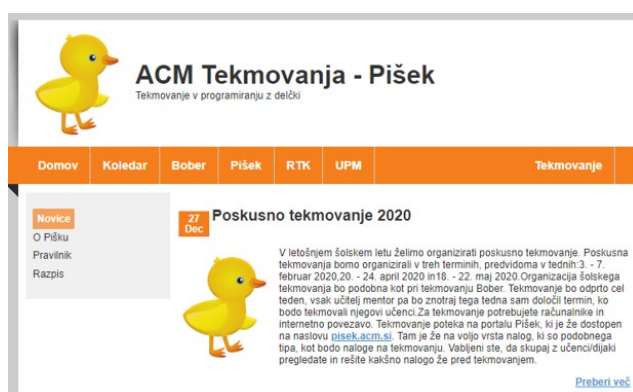 ACM Tekmovanja - Pišek
Tekmovanje v programiranju z delčki
Domov Koledar Bober Pišek RTK UPM Tekmovanje
Novice
O Pišku
Pravilnik
Razpis
27
Dec
Poskusno tekmovanje 2020
V letošnjem šolskem letu želimo organizirati poskusno tekmovanje. Poskusna
tekmovanja bomo organizirali v treh terminih, predvidoma v tednih:3. - 7.
februar 2020,20. - 24. april 2020 in18. - 22. maj 2020.Organizacija šolskega
tekmovanja bo podobna kot pri tekmovanju Bober. Tekmovanje bo odprto cel
teden, vsak učitelj mentor pa bo znotraj tega tedna sam določil termin, ko
bodo tekmovali njegovi učenci.Za tekmovanje potrebujete računalnike in
internetno povezavo. Tekmovanje poteka na portalu Pišek, ki je že dostopen
na naslovu pisek.acm.si. Tam je že na voljo vrsta nalog, ki so podobnega
tipa, kot bodo naloge na tekmovanju. Vabljeni ste, da skupaj z učenci/dijaki
pregledate in rešite kakšno nalogo že pred tekmovanjem.
Preberi več